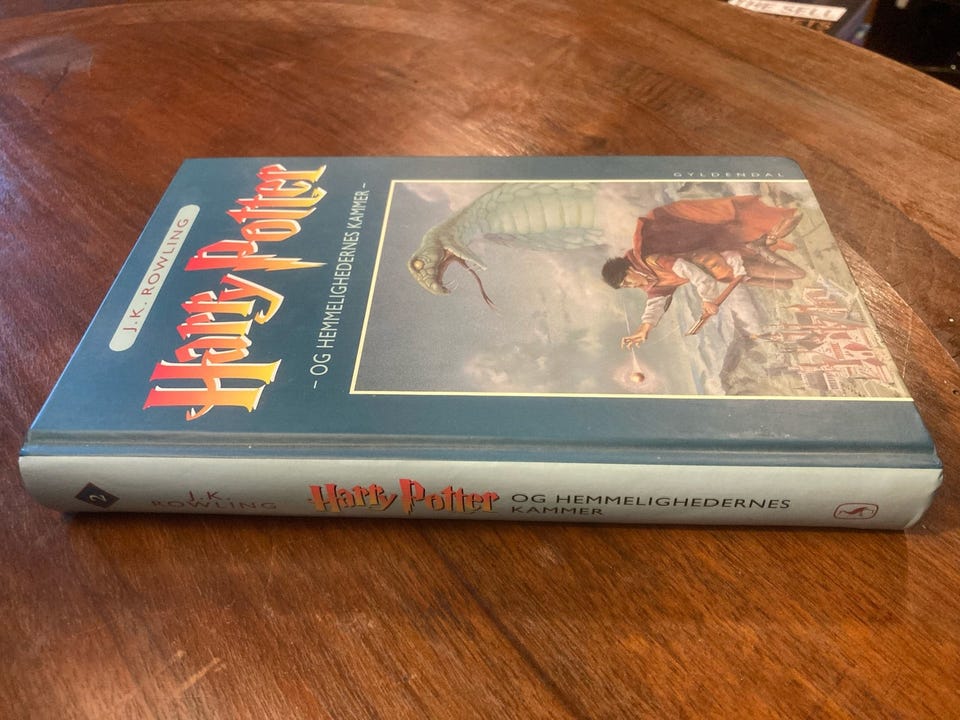 J.K. ROWLING
Harry Potter
– OG HEMMELIGHEDERNES KAMMER –
GYLDENDAL
2
J.K.
ROWLING
Harry Potter
OG HEMMELIGHEDERNES
KAMMER